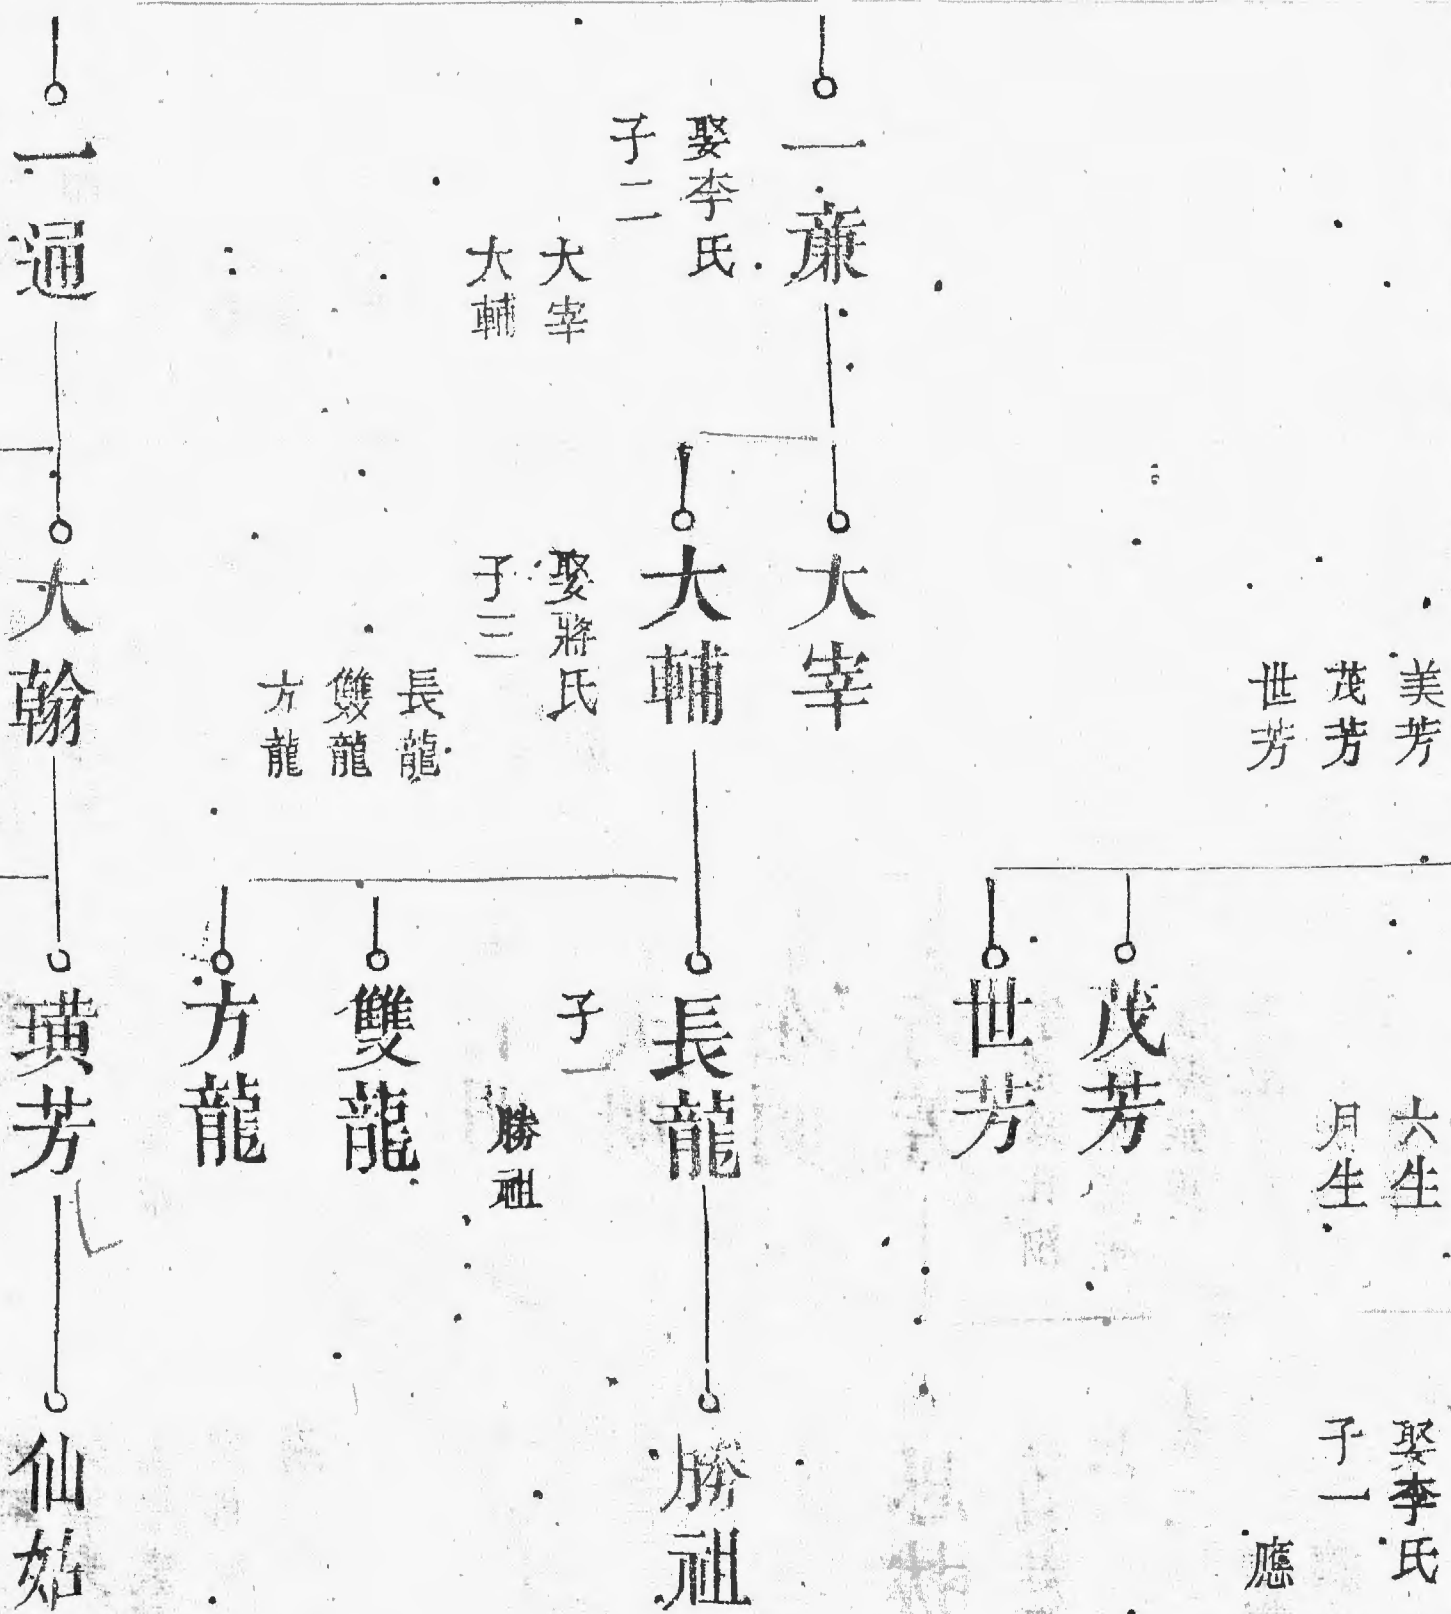 美芳
茂芳
世芳
六生
月生
娶李氏
子一
應
茂芳
世芳
一亷
娶李氏
子二
大宰
大輔
大宰
大輔
娶蔣氏
子三
長龍
雙龍
方龍
長龍
子一
勝祖
雙龍
方龍
勝祖
一通
大翰
璜芳
仙始